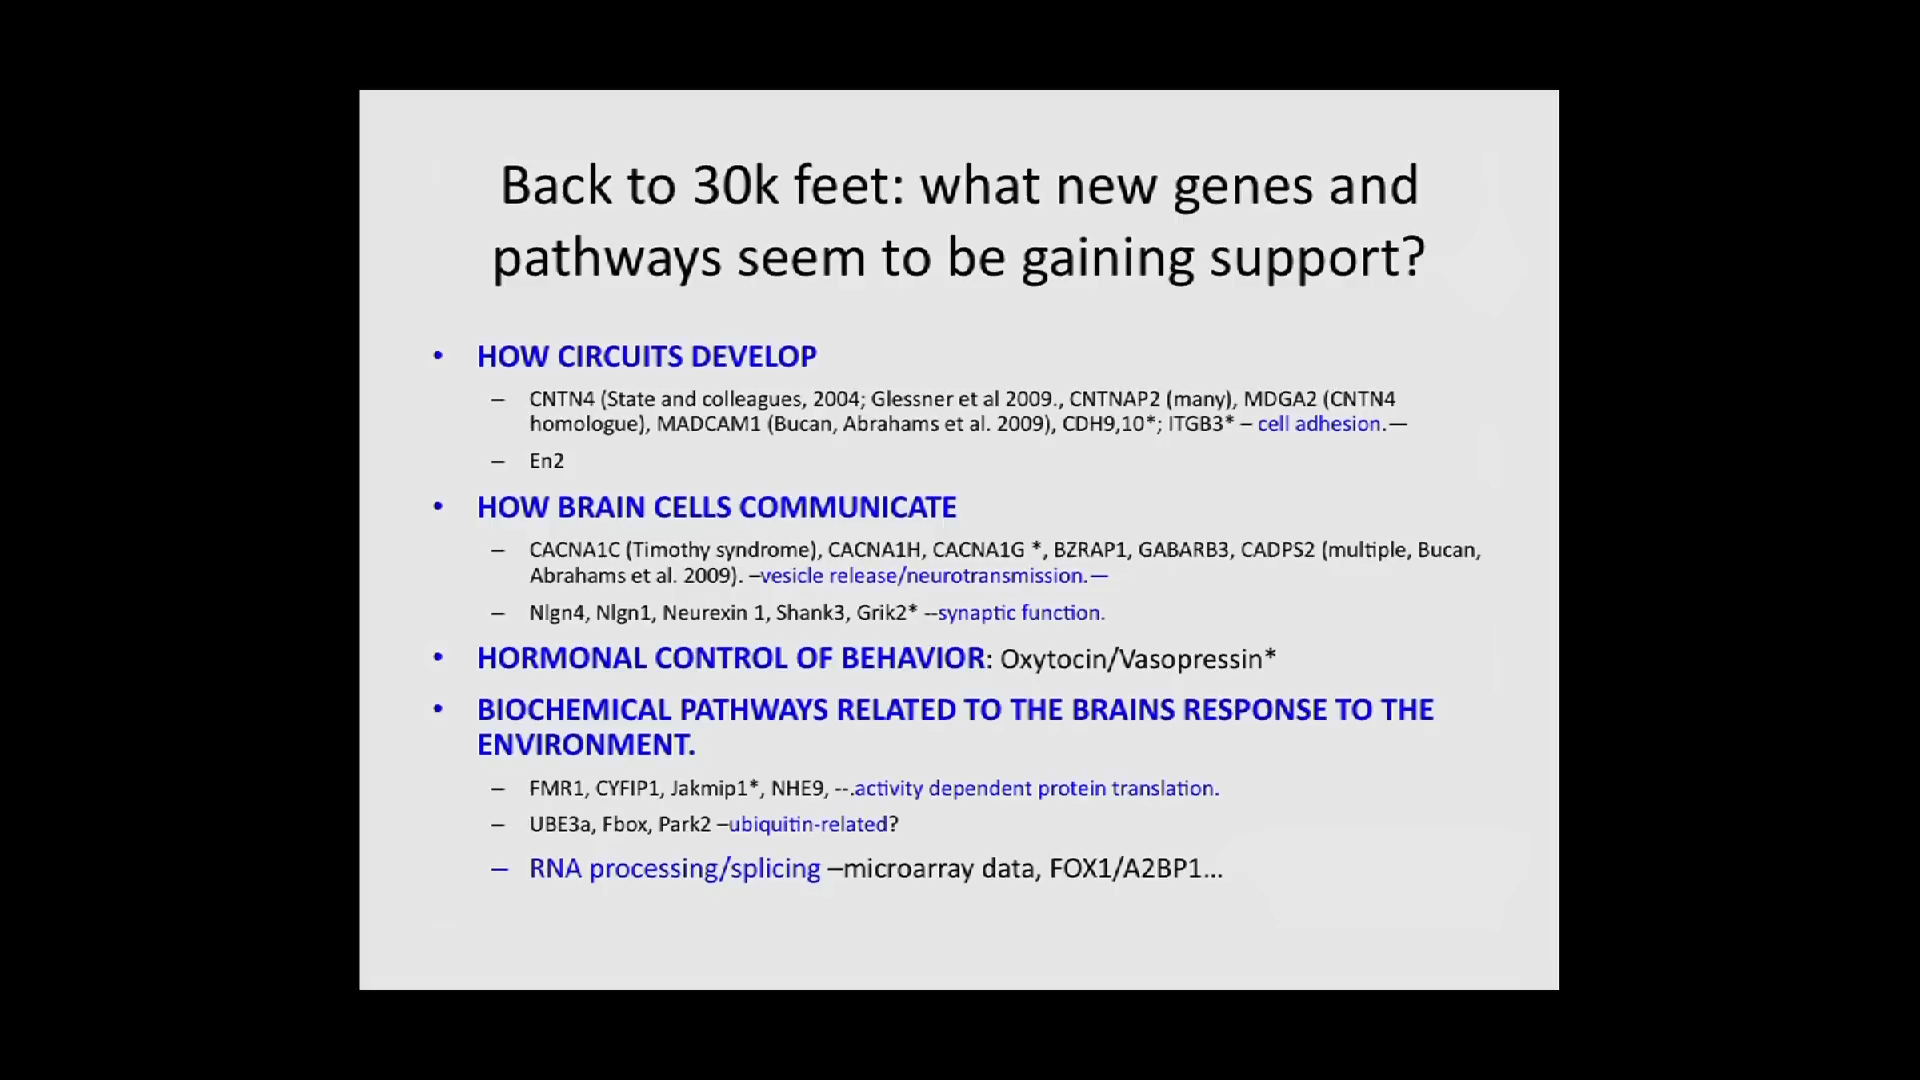 Back to 30k feet: what new genes and
pathways seem to be gaining support?
• HOW CIRCUITS DEVELOP
– CNTN4 (State and colleagues, 2004; Glessner et al 2009., CNTNAP2 (many), MDGA2 (CNTN4
homologue), MADCAM1 (Bucan, Abrahams et al. 2009), CDH9,10*; ITGB3* – cell adhesion.—
– En2
• HOW BRAIN CELLS COMMUNICATE
– CACNA1C (Timothy syndrome), CACNA1H, CACNA1G *, BZRAP1, GABARB3, CADPS2 (multiple, Bucan,
Abrahams et al. 2009). –vesicle release/neurotransmission.—
– Nlgn4, Nlgn1, Neurexin 1, Shank3, Grik2* --synaptic function.
• HORMONAL CONTROL OF BEHAVIOR: Oxytocin/Vasopressin*
• BIOCHEMICAL PATHWAYS RELATED TO THE BRAINS RESPONSE TO THE
ENVIRONMENT.
– FMR1, CYFIP1, Jakmip1*, NHE9, --.activity dependent protein translation.
– UBE3a, Fbox, Park2 –ubiquitin-related?
– RNA processing/splicing –microarray data, FOX1/A2BP1...